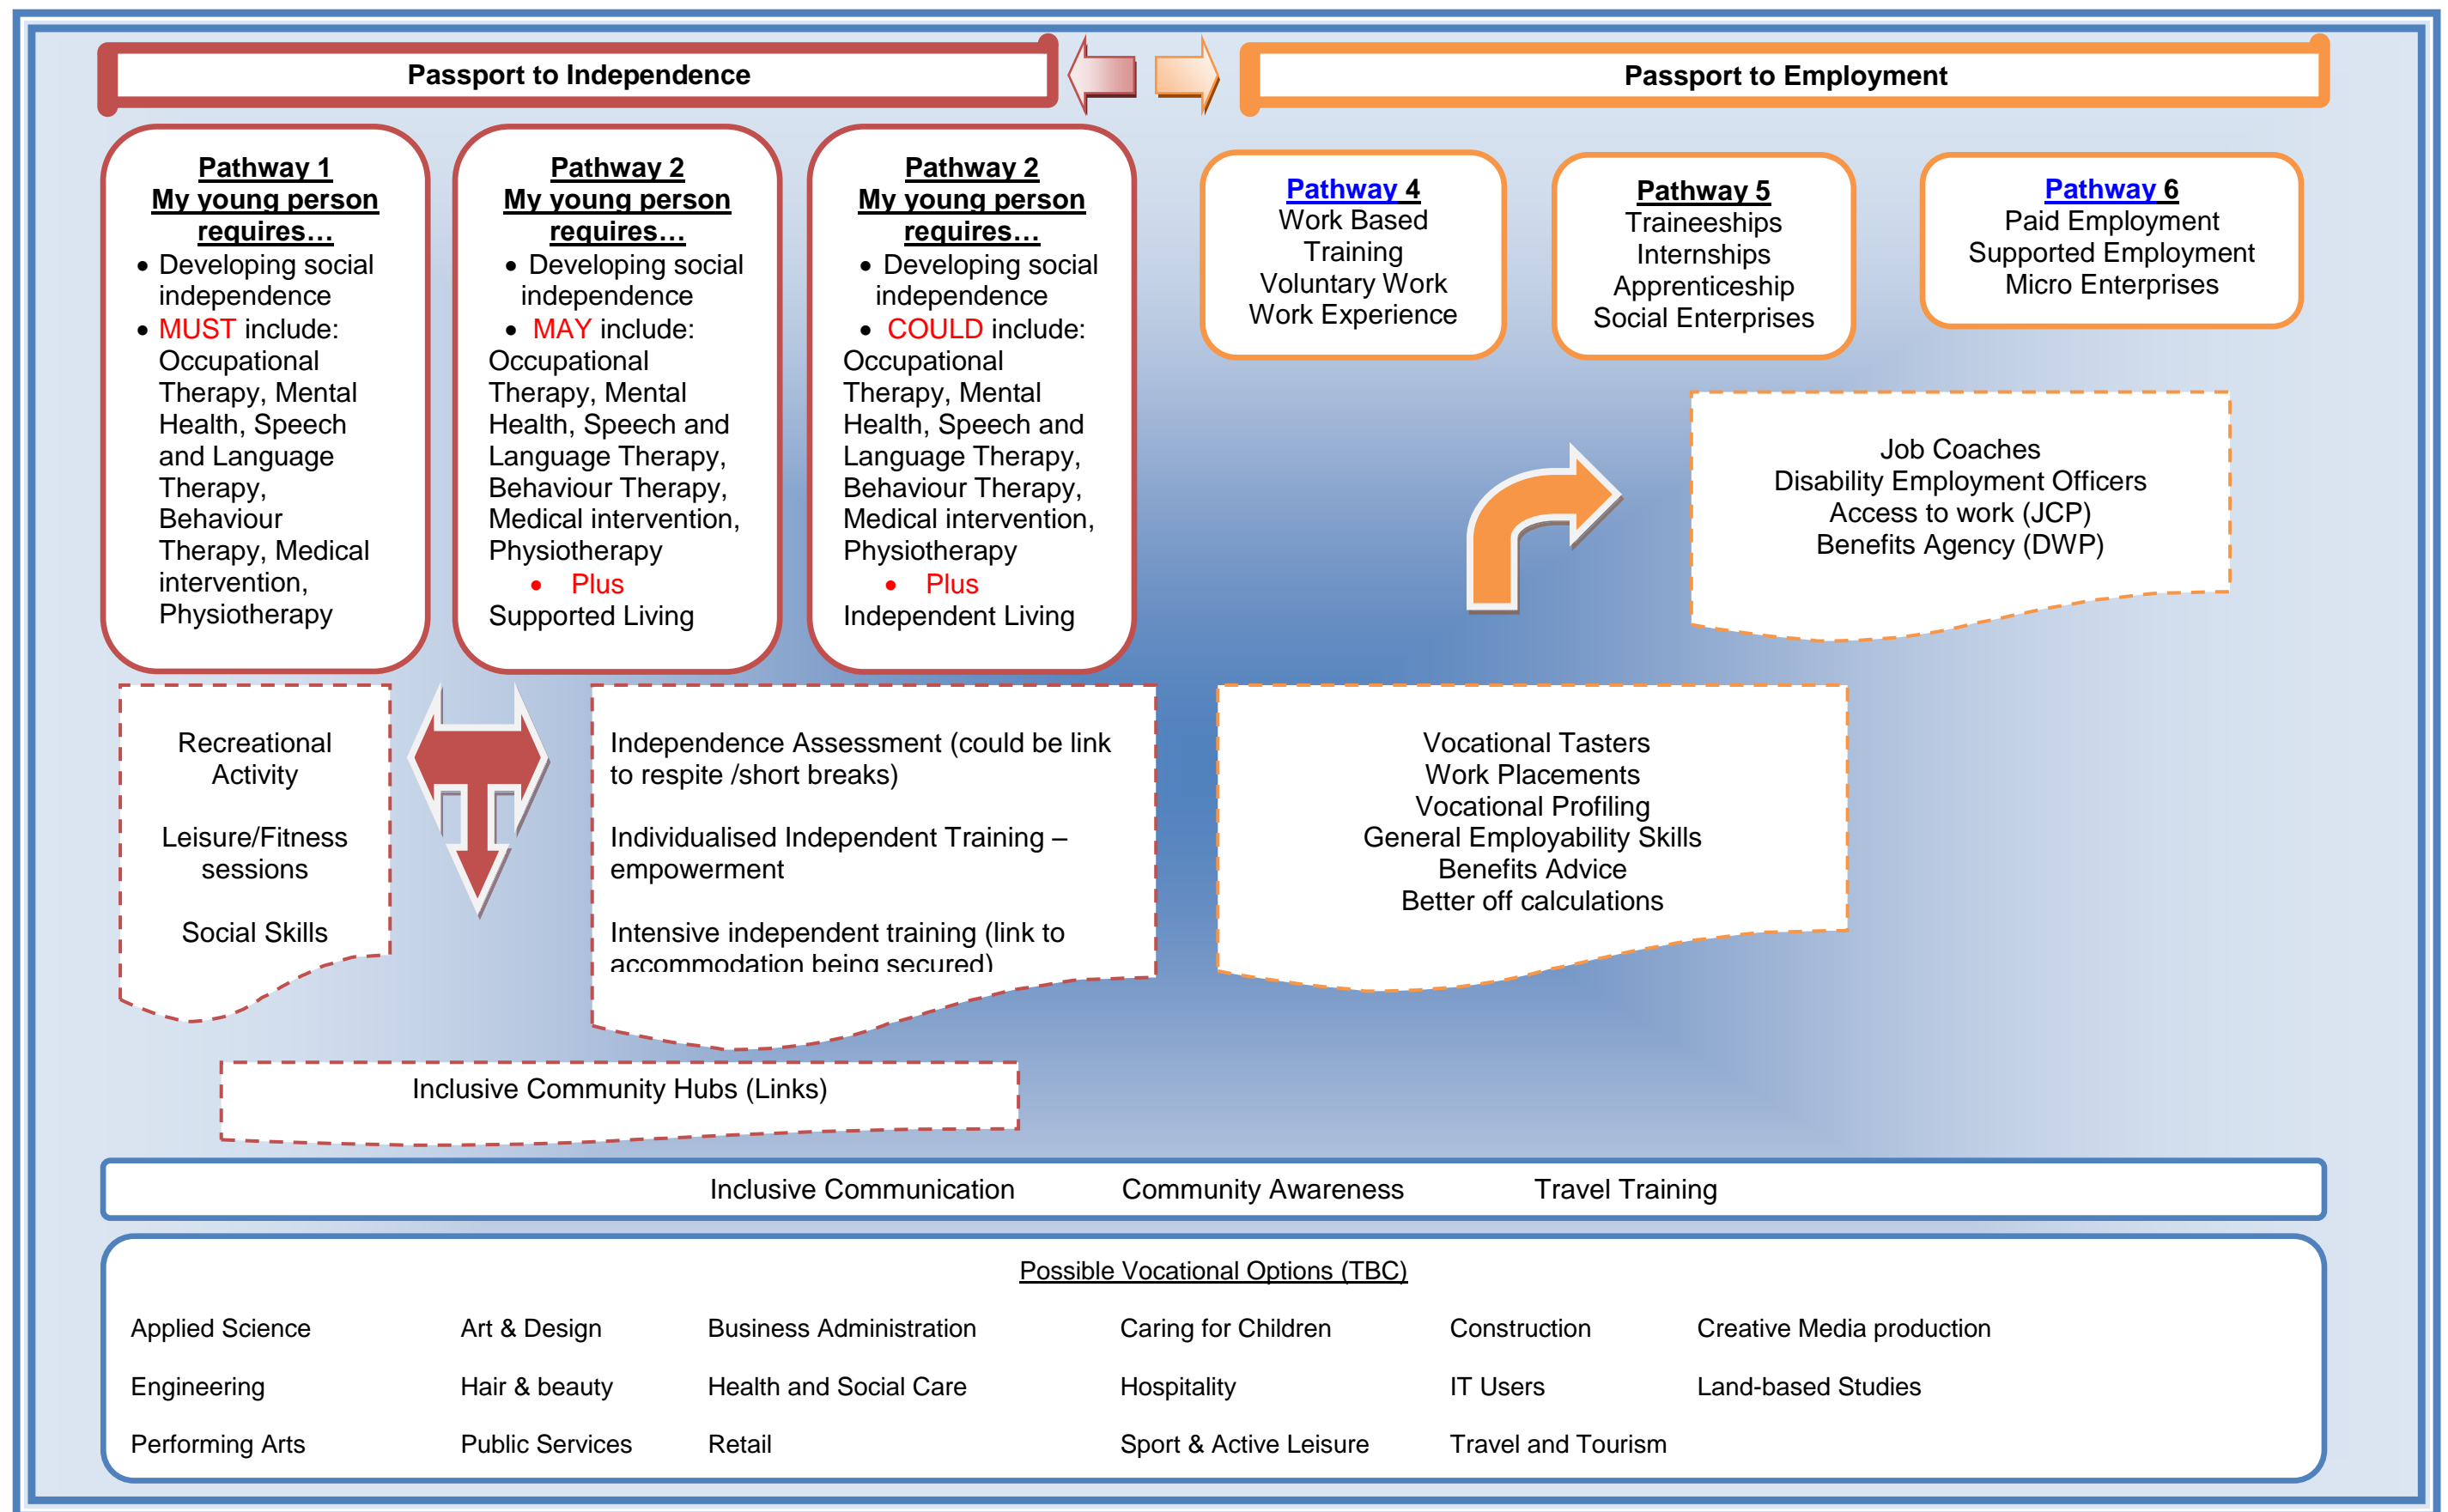 Passport to Independence
Passport to Employment
Pathway 1
My young person
requires…
• Developing social
independence
• MUST include:
Occupational
Therapy, Mental
Health, Speech
and Language
Therapy,
Behaviour
Therapy, Medical
intervention,
Physiotherapy
Pathway 2
My young person
requires…
• Developing social
independence
• MAY include:
Occupational
Therapy, Mental
Health, Speech and
Language Therapy,
Behaviour Therapy,
Medical intervention,
Physiotherapy
• Plus
Supported Living
Pathway 2
My young person
requires…
• Developing social
independence
• COULD include:
Occupational
Therapy, Mental
Health, Speech and
Language Therapy,
Behaviour Therapy,
Medical intervention,
Physiotherapy
• Plus
Independent Living
Pathway 4
Work Based
Training
Voluntary Work
Work Experience
Pathway 5
Traineeships
Internships
Apprenticeship
Social Enterprises
Pathway 6
Paid Employment
Supported Employment
Micro Enterprises
Job Coaches
Disability Employment Officers
Access to work (JCP)
Benefits Agency (DWP)
Recreational
Activity
Leisure/Fitness
sessions
Social Skills
Independence Assessment (could be link
to respite /short breaks)
Individualised Independent Training –
empowerment
Intensive independent training (link to
accommodation being secured)
Vocational Tasters
Work Placements
Vocational Profiling
General Employability Skills
Benefits Advice
Better off calculations
Inclusive Community Hubs (Links)
Inclusive Communication Community Awareness Travel Training
Possible Vocational Options (TBC)
Applied Science Art & Design Business Administration Caring for Children Construction Creative Media production
Engineering Hair & beauty Health and Social Care Hospitality IT Users Land-based Studies
Performing Arts Public Services Retail Sport & Active Leisure Travel and Tourism